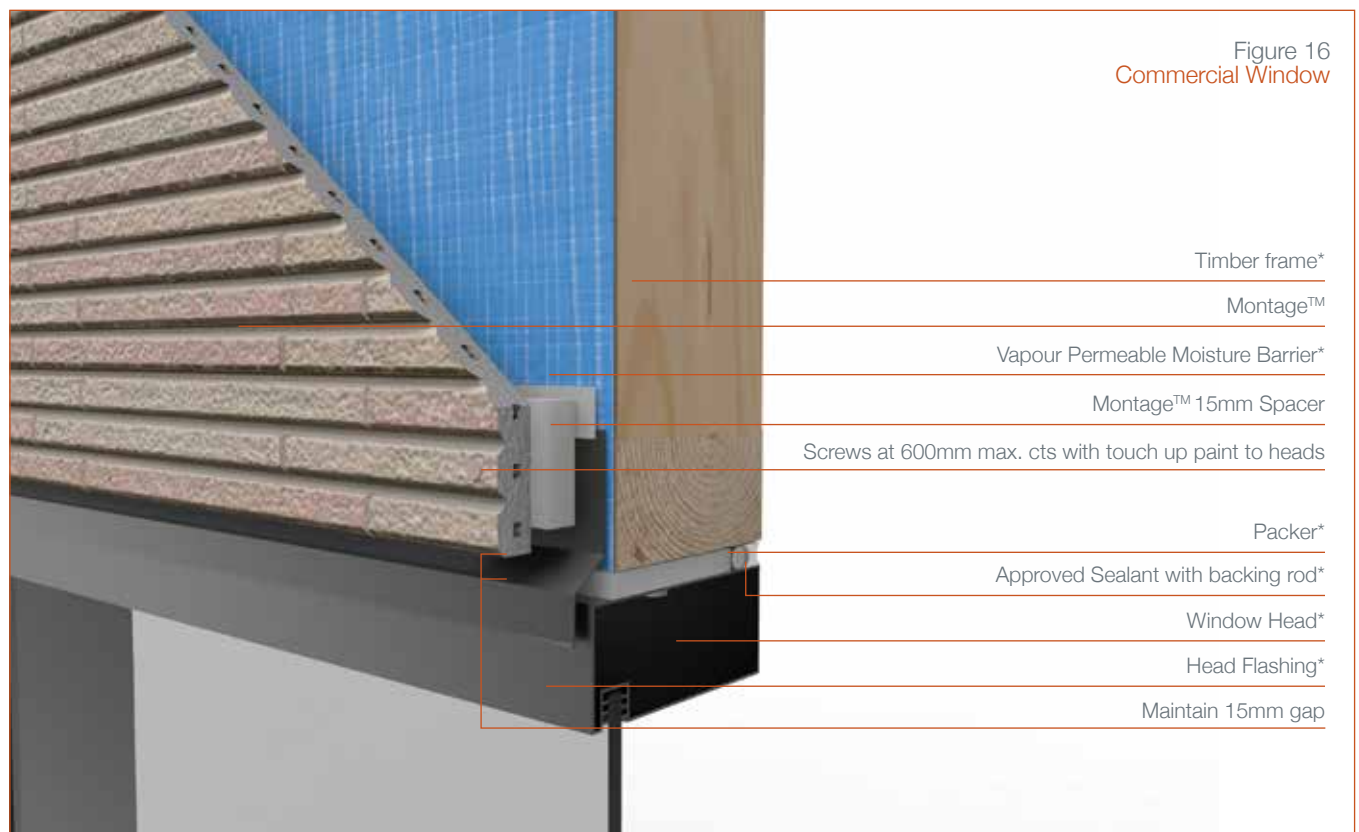 Figure 16
Commercial Window
Timber frame*
Montage™
Vapour Permeable Moisture Barrier*
Montage™ 15mm Spacer
Screws at 600mm max. cts with touch up paint to heads
Packer*
Approved Sealant with backing rod*
Window Head*
Head Flashing*
Maintain 15mm gap